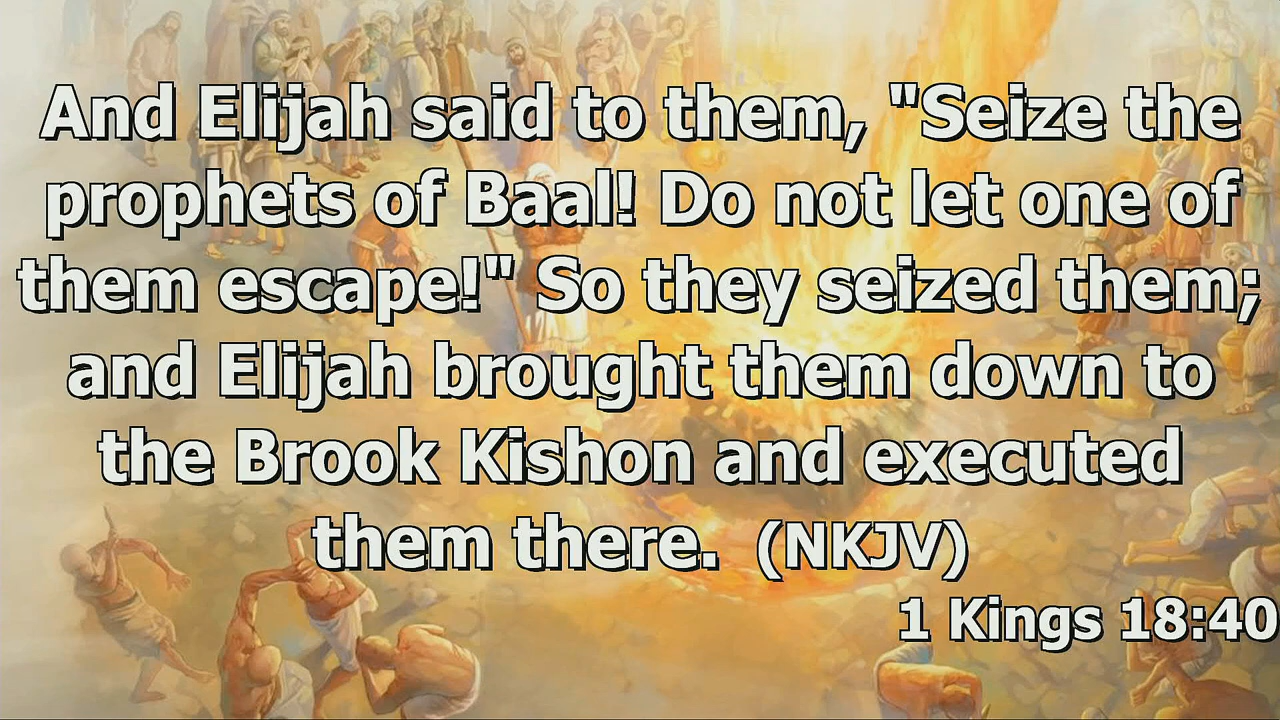 And Elijah said to them, "Seize the
prophets of Baal! Do not let one of
them escape!" So they seized them;
and Elijah brought them down to
the Brook Kishon and executed
them there. (NKJV)
1 Kings 18:40